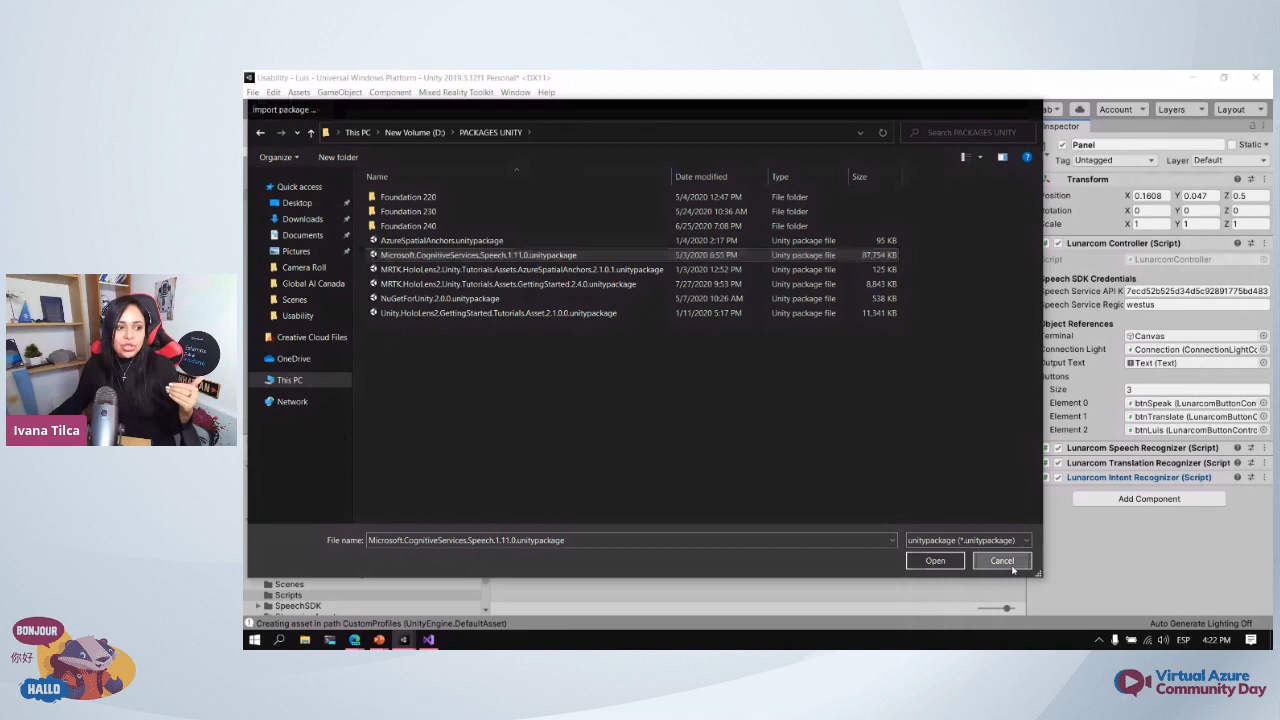 Usability - Luis - Universal Windows Platform - Unity 2019.3.12f1 Personal* <DX11>
File Edit Assets GameObject Component Mixed Reality Toolkit Window Help
Import package ...
ab Account Layers Layout
This PC > New Volume (D:) > PACKAGES UNITY >
Search PACKAGES UNITY
Organize New folder
Name Date modified Type Size
Foundation 220 5/4/2020 12:47 PM File folder
Foundation 230 5/24/2020 10:36 AM File folder
Foundation 240 6/25/2020 7:08 PM File folder
AzureSpatialAnchors.unitypackage 1/4/2020 2:17 PM Unity package file 95 KB
Microsoft.CognitiveServices.Speech.1.11.0.unitypackage 5/3/2020 6:55 PM Unity package file 87,754 KB
MRTK.HoloLens2.Unity.Tutorials.Assets.AzureSpatialAnchors.2.1.0.1.unitypackage 1/3/2020 12:52 PM Unity package file 125 KB
MRTK.HoloLens2.Unity.Tutorials.Assets.GettingStarted.2.4.0.unitypackage 7/27/2020 9:53 PM Unity package file 8,843 KB
NuGetForUnity.2.0.0.unitypackage 5/7/2020 10:26 AM Unity package file 538 KB
Unity.HoloLens2.GettingStarted.Tutorials.Asset.2.1.0.0.unitypackage 1/11/2020 5:17 PM Unity package file 11,341 KB
Quick access
Desktop
Downloads
Documents
Pictures
Camera Roll
Global AI Canada
Scenes
Usability
Creative Cloud Files
OneDrive
This PC
Network
File name: Microsoft.CognitiveServices.Speech.1.11.0.unitypackage
unitypackage (*.unitypackage)
Open Cancel
Inspector
Panel Static
Tag Untagged Layer Default
Transform
Position X 0.1608 Y 0.047 Z 0.5
Rotation X 0 Y 0 Z 0
Scale X 1 Y 1 Z 1
Lunarcom Controller (Script)
Script LunarcomController
Speech SDK Credentials
Speech Service API K 7ecd52b525d34d5c92891775bd483
Speech Service Regic westus
Object References
Terminal Canvas
Connection Light Connection (ConnectionLightCc
Output Text Text (Text)
Buttons
Size 3
Element 0 btnSpeak (LunarcomButtonCon
Element 1 btnTranslate (LunarcomButtonC
Element 2 btnLuis (LunarcomButtonContro
Lunarcom Speech Recognizer (Script)
Lunarcom Translation Recognizer (Script
Lunarcom Intent Recognizer (Script)
Add Component
Scenes
Scripts
SpeechSDK
Creating asset in path CustomProfiles (UnityEngine.DefaultAsset)
Auto Generate Lighting Off
ESP 4:22 PM
Ivana Tilca
BONJOUR
你好
HALLO
Virtual Azure
Community Day